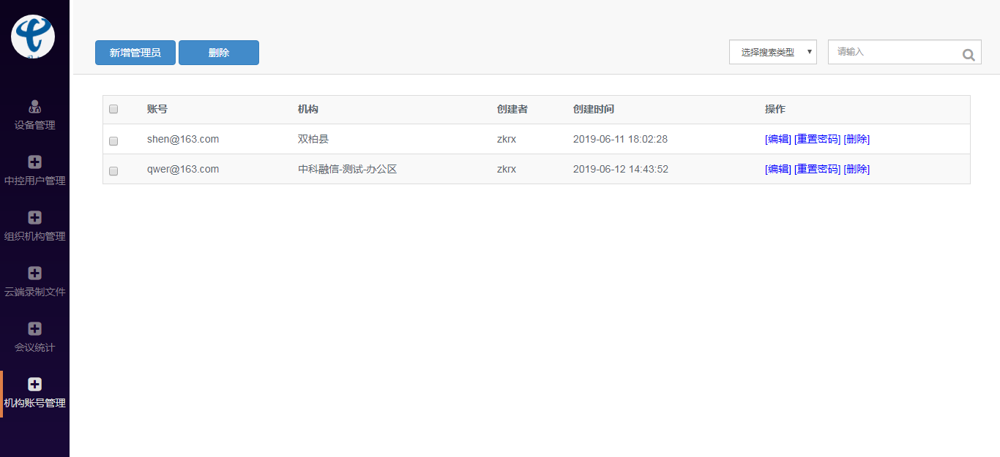 新增管理员 删除 选择搜索类型 请输入
设备管理
中控用户管理
组织机构管理
云端录制文件
会议统计
机构账号管理
账号 机构 创建者 创建时间 操作
shen@163.com 双柏县 zkrx 2019-06-11 18:02:28 [编辑] [重置密码] [删除]
qwer@163.com 中科融信-测试-办公区 zkrx 2019-06-12 14:43:52 [编辑] [重置密码] [删除]